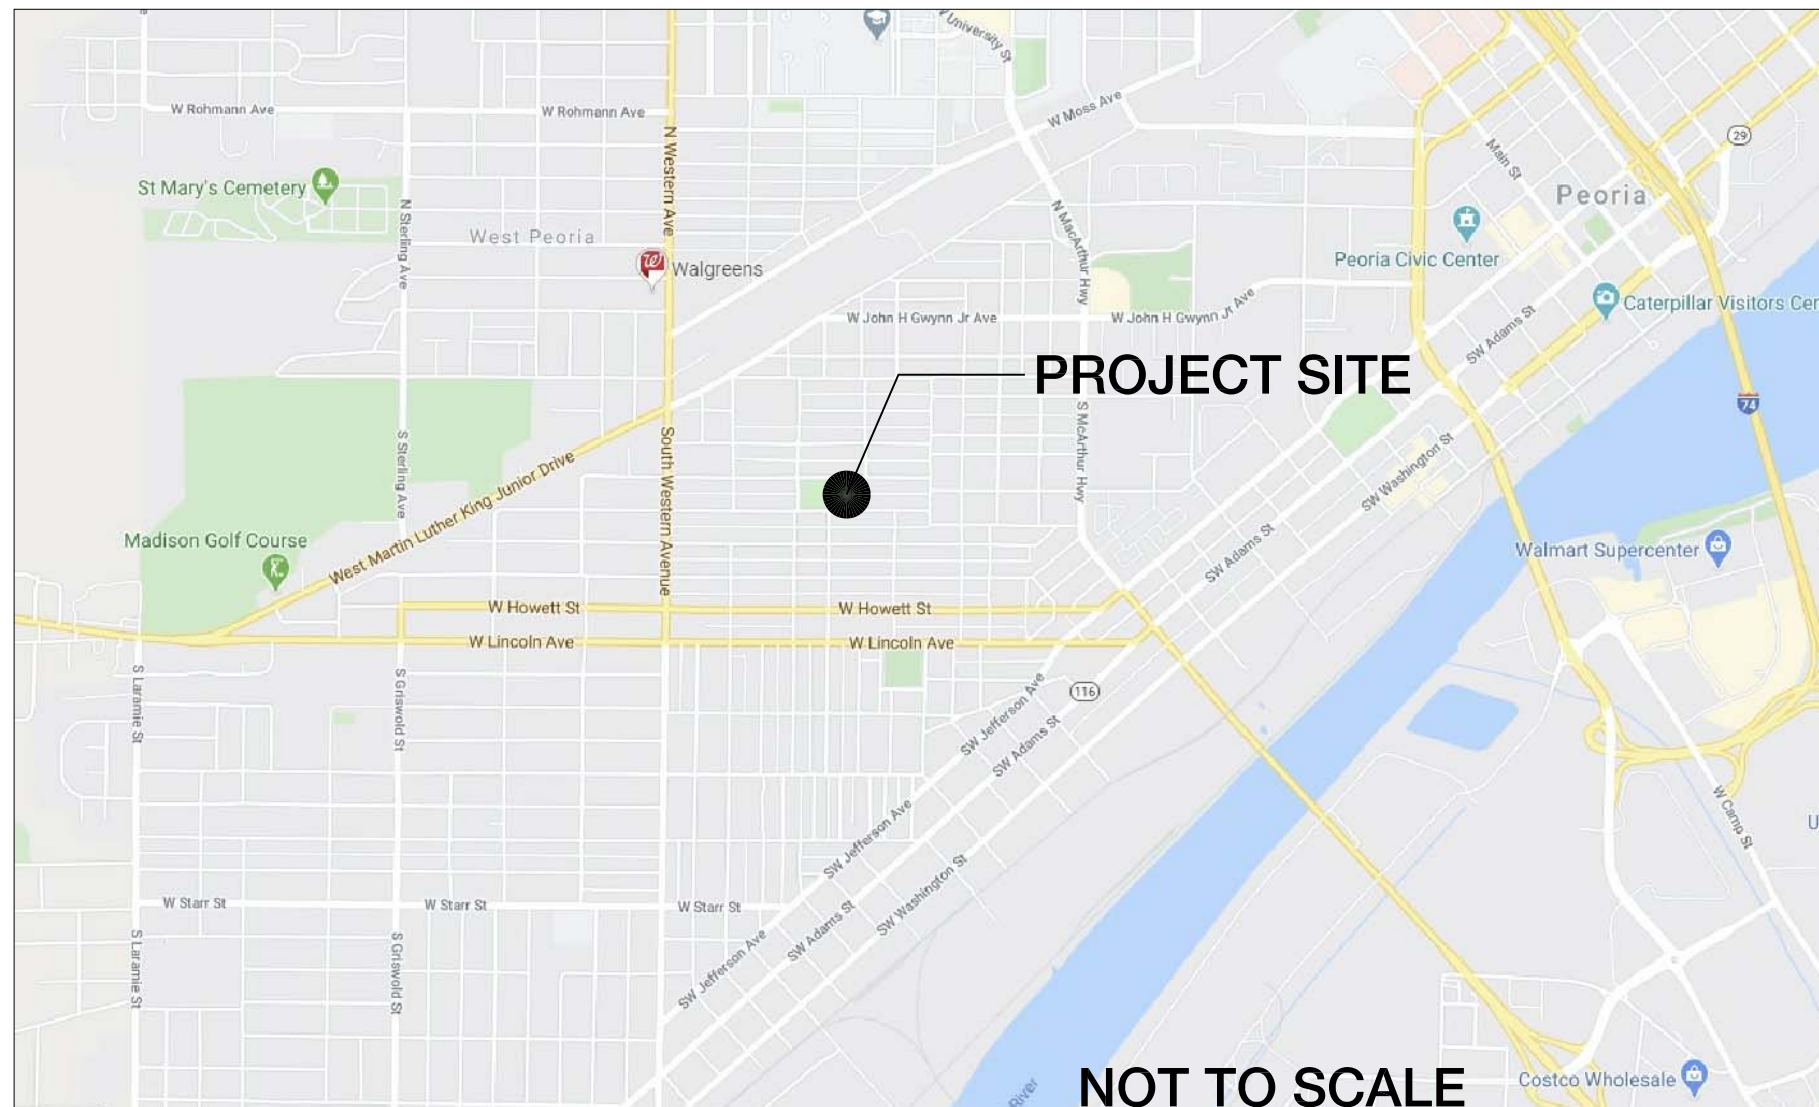 W University St
W Rohmann Ave
W Rohmann Ave
W Moss Ave
29
N Western Ave
Main St
St Mary's Cemetery
Peoria
N Sterling Ave
West Peoria
N MacArthur Hwy
Walgreens
Peoria Civic Center
Caterpillar Visitors Cen
W John H Gwynn Jr Ave
W John H Gwynn Jr Ave
SW Adams St
PROJECT SITE
74
S McArthur Hwy
S Sterling Ave
South Western Avenue
West Martin Luther King Junior Drive
SW Washington St
Madison Golf Course
SW Adams St
Walmart Supercenter
W Howett St
W Howett St
W Lincoln Ave
W Lincoln Ave
S Laramie St
S Griswold St
116
SW Jefferson Ave
SW Adams St
W Camp St
U
SW Jefferson Ave
SW Washington St
W Starr St
W Starr St
W Starr St
SW Adams St
S Laramie St
S Griswold St
SW Jefferson Ave
River
NOT TO SCALE
Costco Wholesale